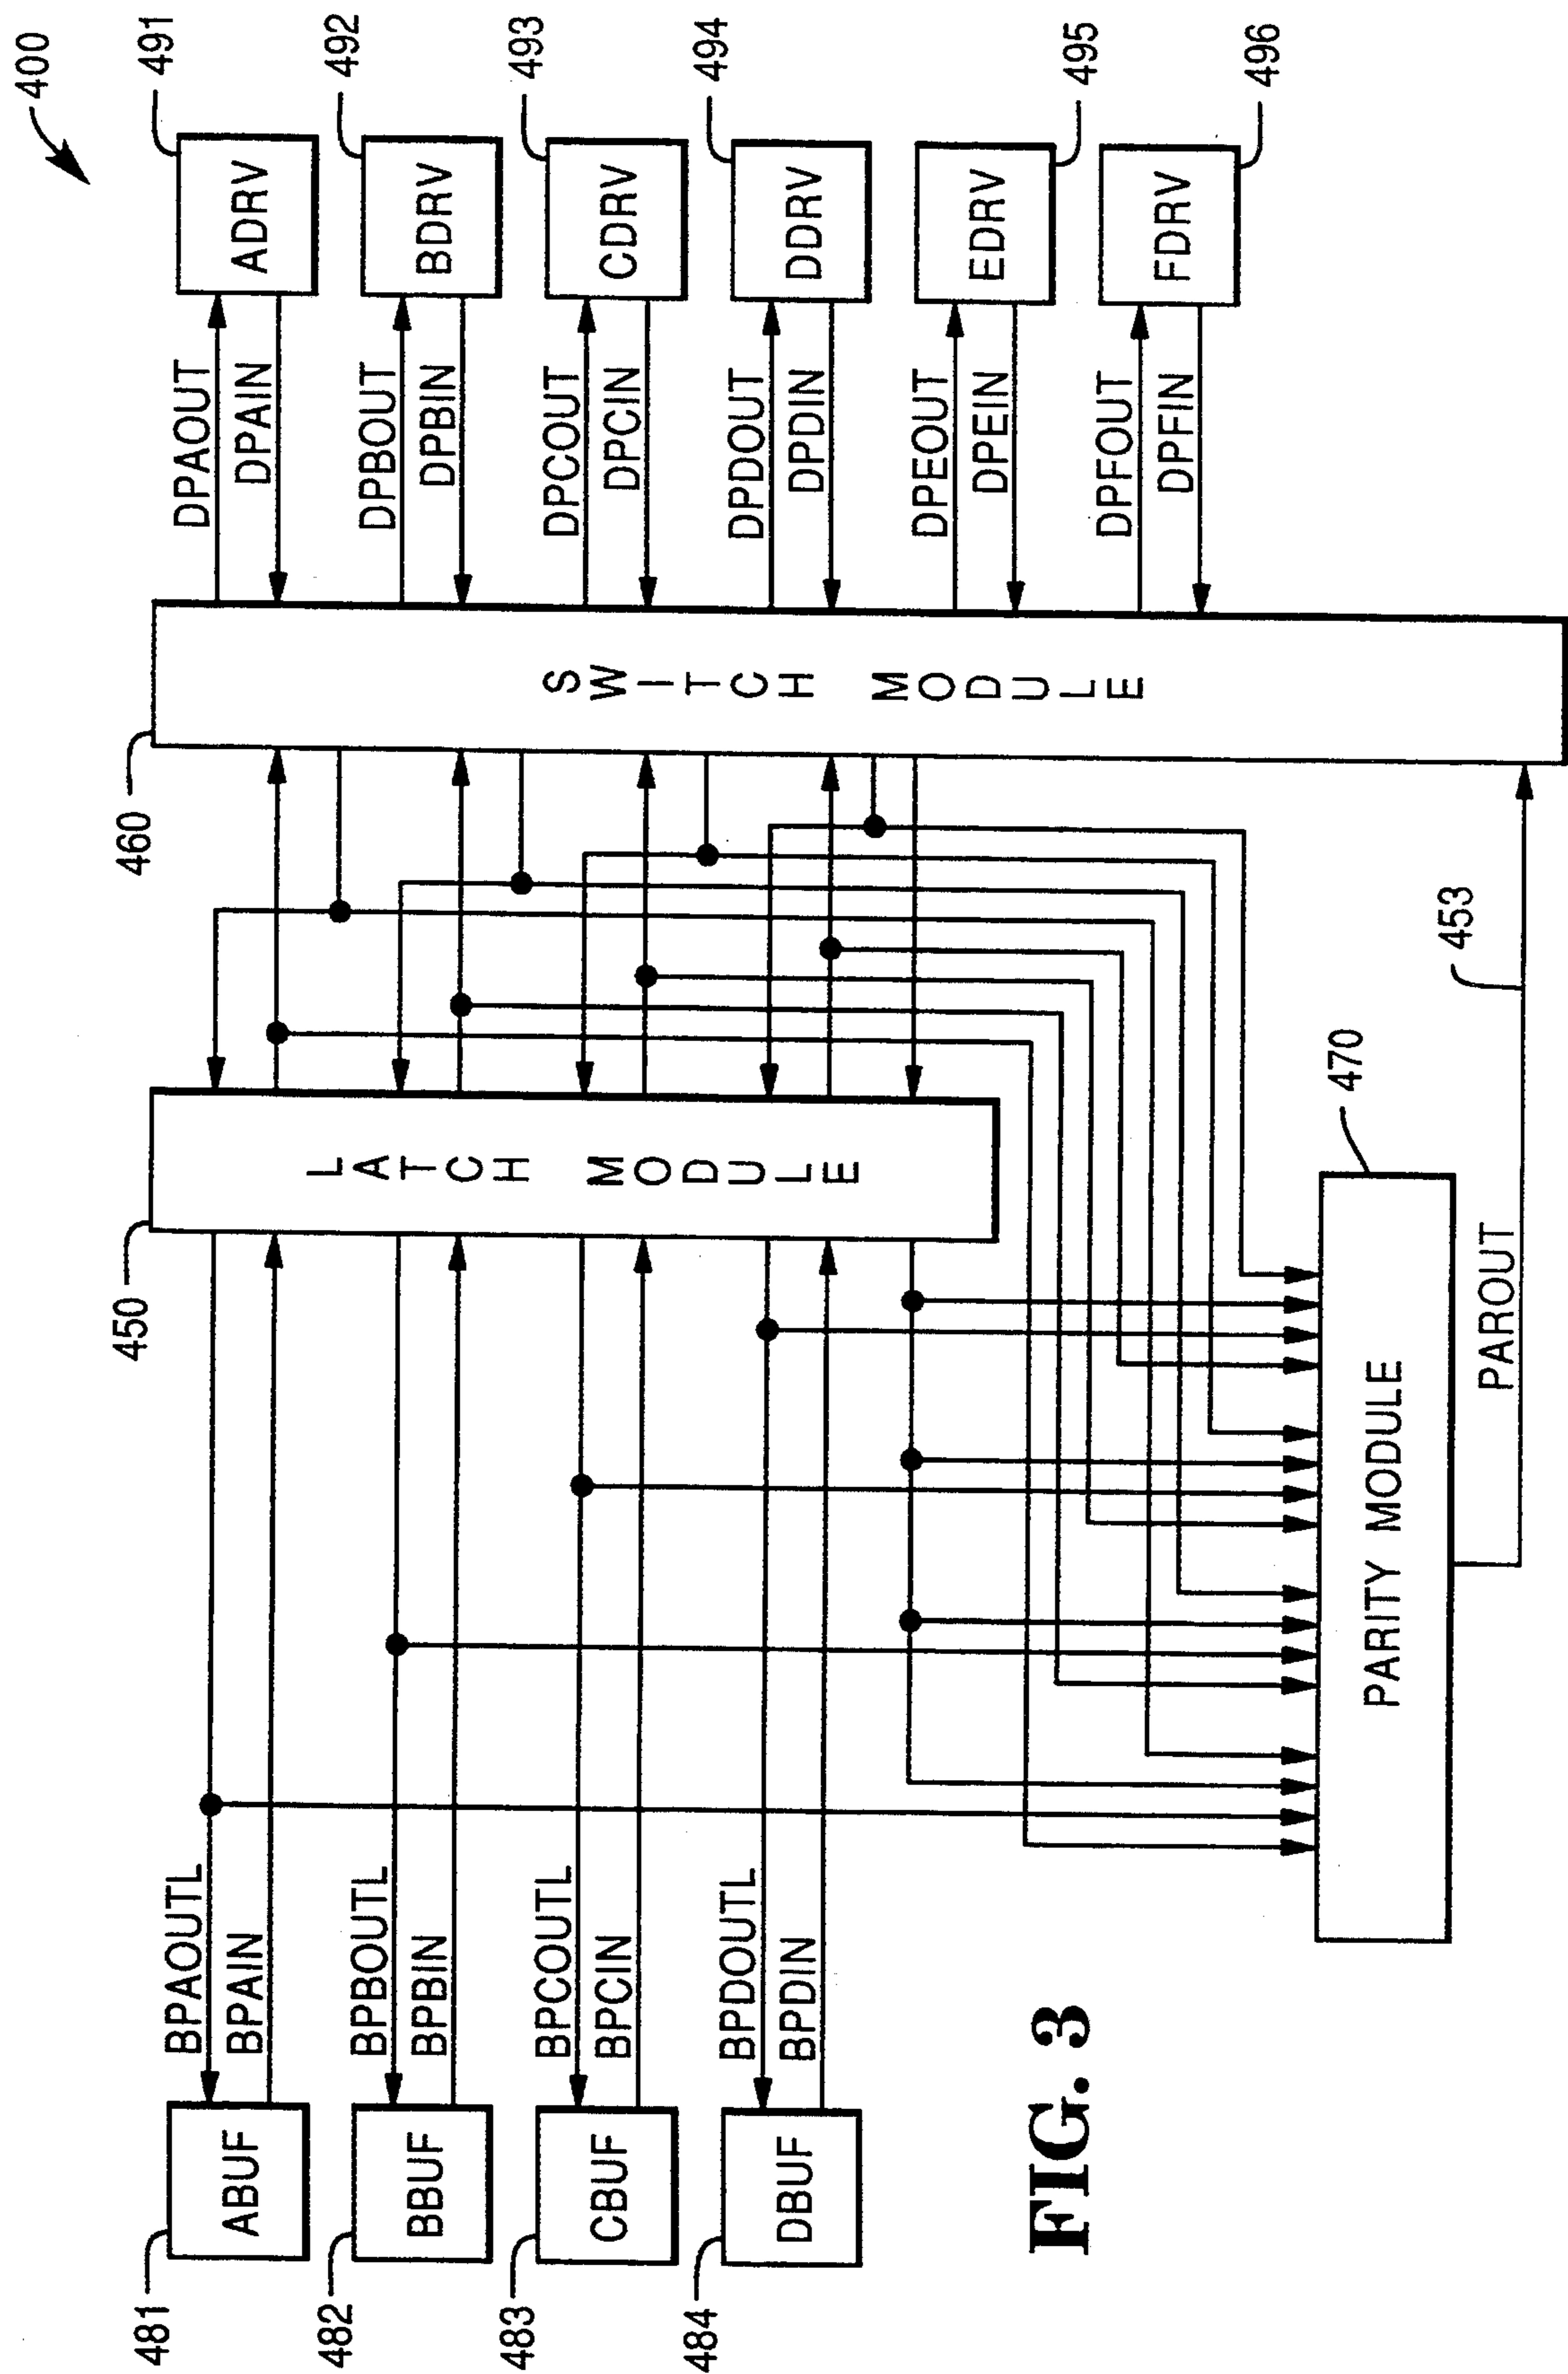 400
491
ADRV
DPAOUT
DPAIN
492
BDRV
DPBOUT
DPBIN
493
CDRV
DPCOUT
DPCIN
494
DDRV
DPDOUT
DPDIN
495
EDRV
DPEOUT
DPEIN
496
FDRV
DPFOUT
DPFIN
460
SWITCH MODULE
450
LATCH MODULE
453
470
PARITY MODULE
PAROUT
BPAOUTL
BPAIN
BPBOUTL
BPBIN
BPCOUTL
BPCIN
BPDOUTL
BPDIN
481
ABUF
482
BBUF
483
CBUF
484
DBUF
FIG. 3